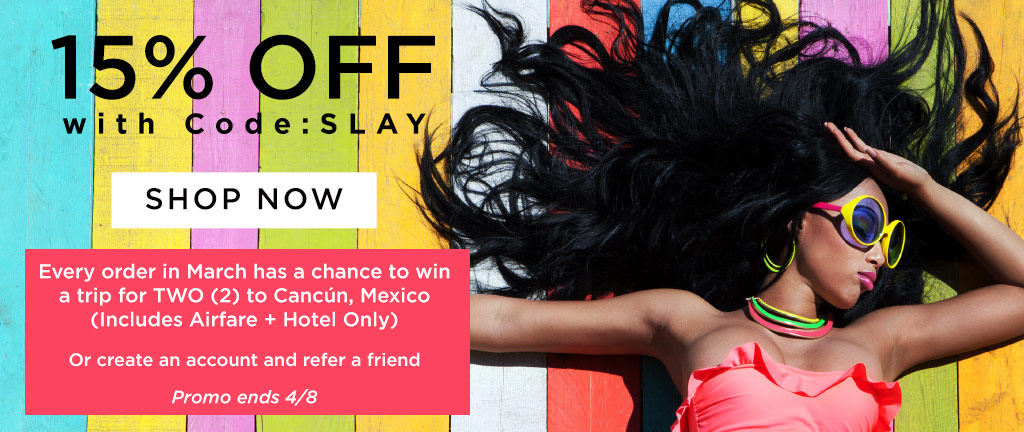 15% OFF
with Code:SLAY
SHOP NOW
Every order in March has a chance to win
a trip for TWO (2) to Cancún, Mexico
(Includes Airfare + Hotel Only)
Or create an account and refer a friend
Promo ends 4/8